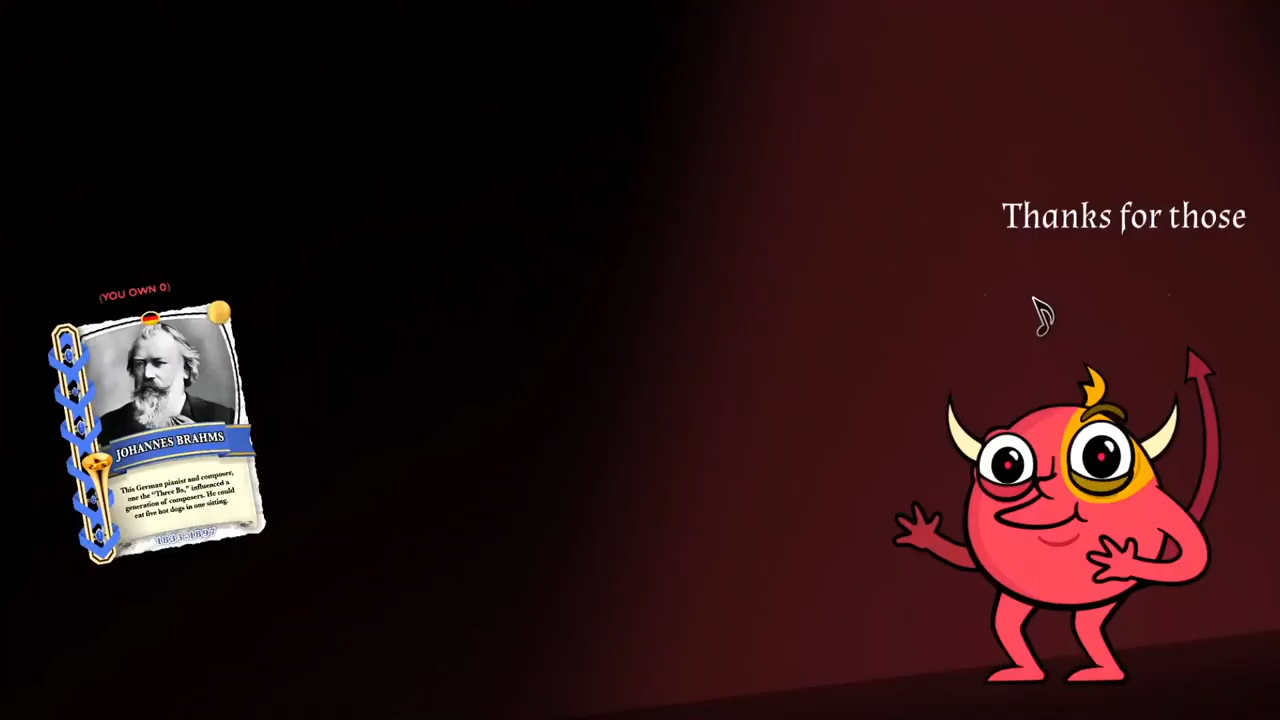 Thanks for those
(YOU OWN 0)
JOHANNES BRAHMS
This German pianist and composer,
one the "Three Bs," influenced a
generation of composers. He could
eat five hot dogs in one sitting.
1833-1897